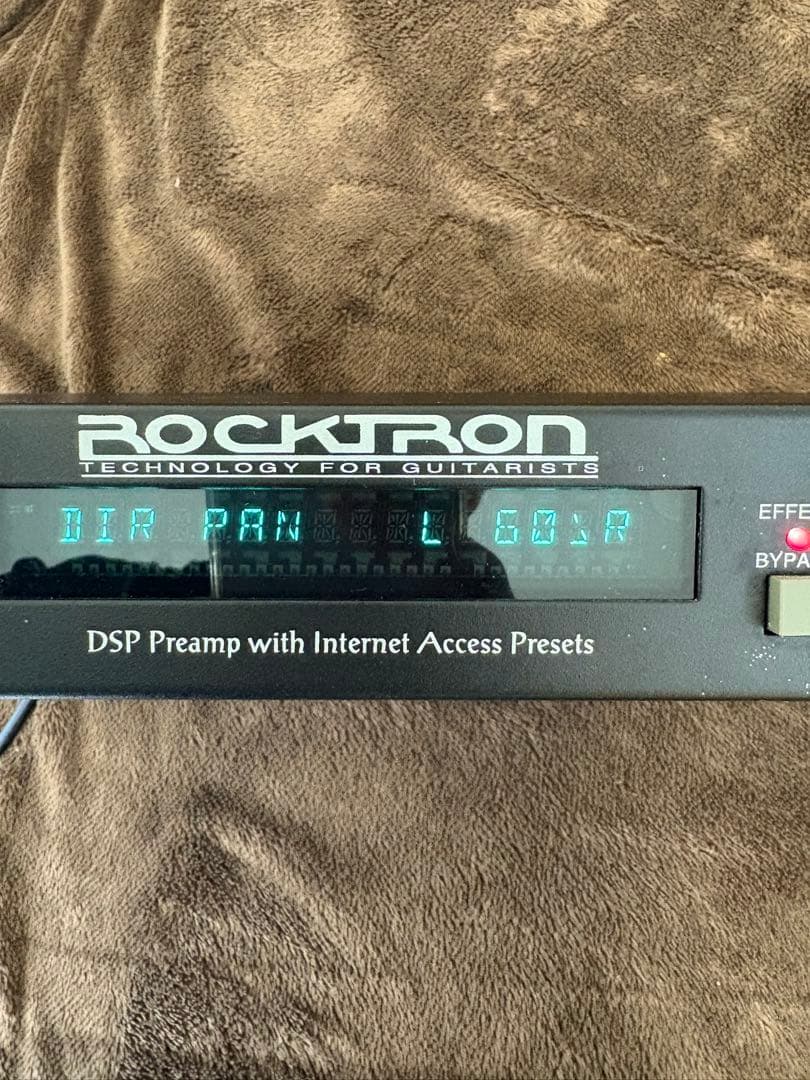 ROCKTRON
TECHNOLOGY FOR GUITARISTS
DIR PAN L 60%R
EFFE
BYPA
DSP Preamp with Internet Access Presets